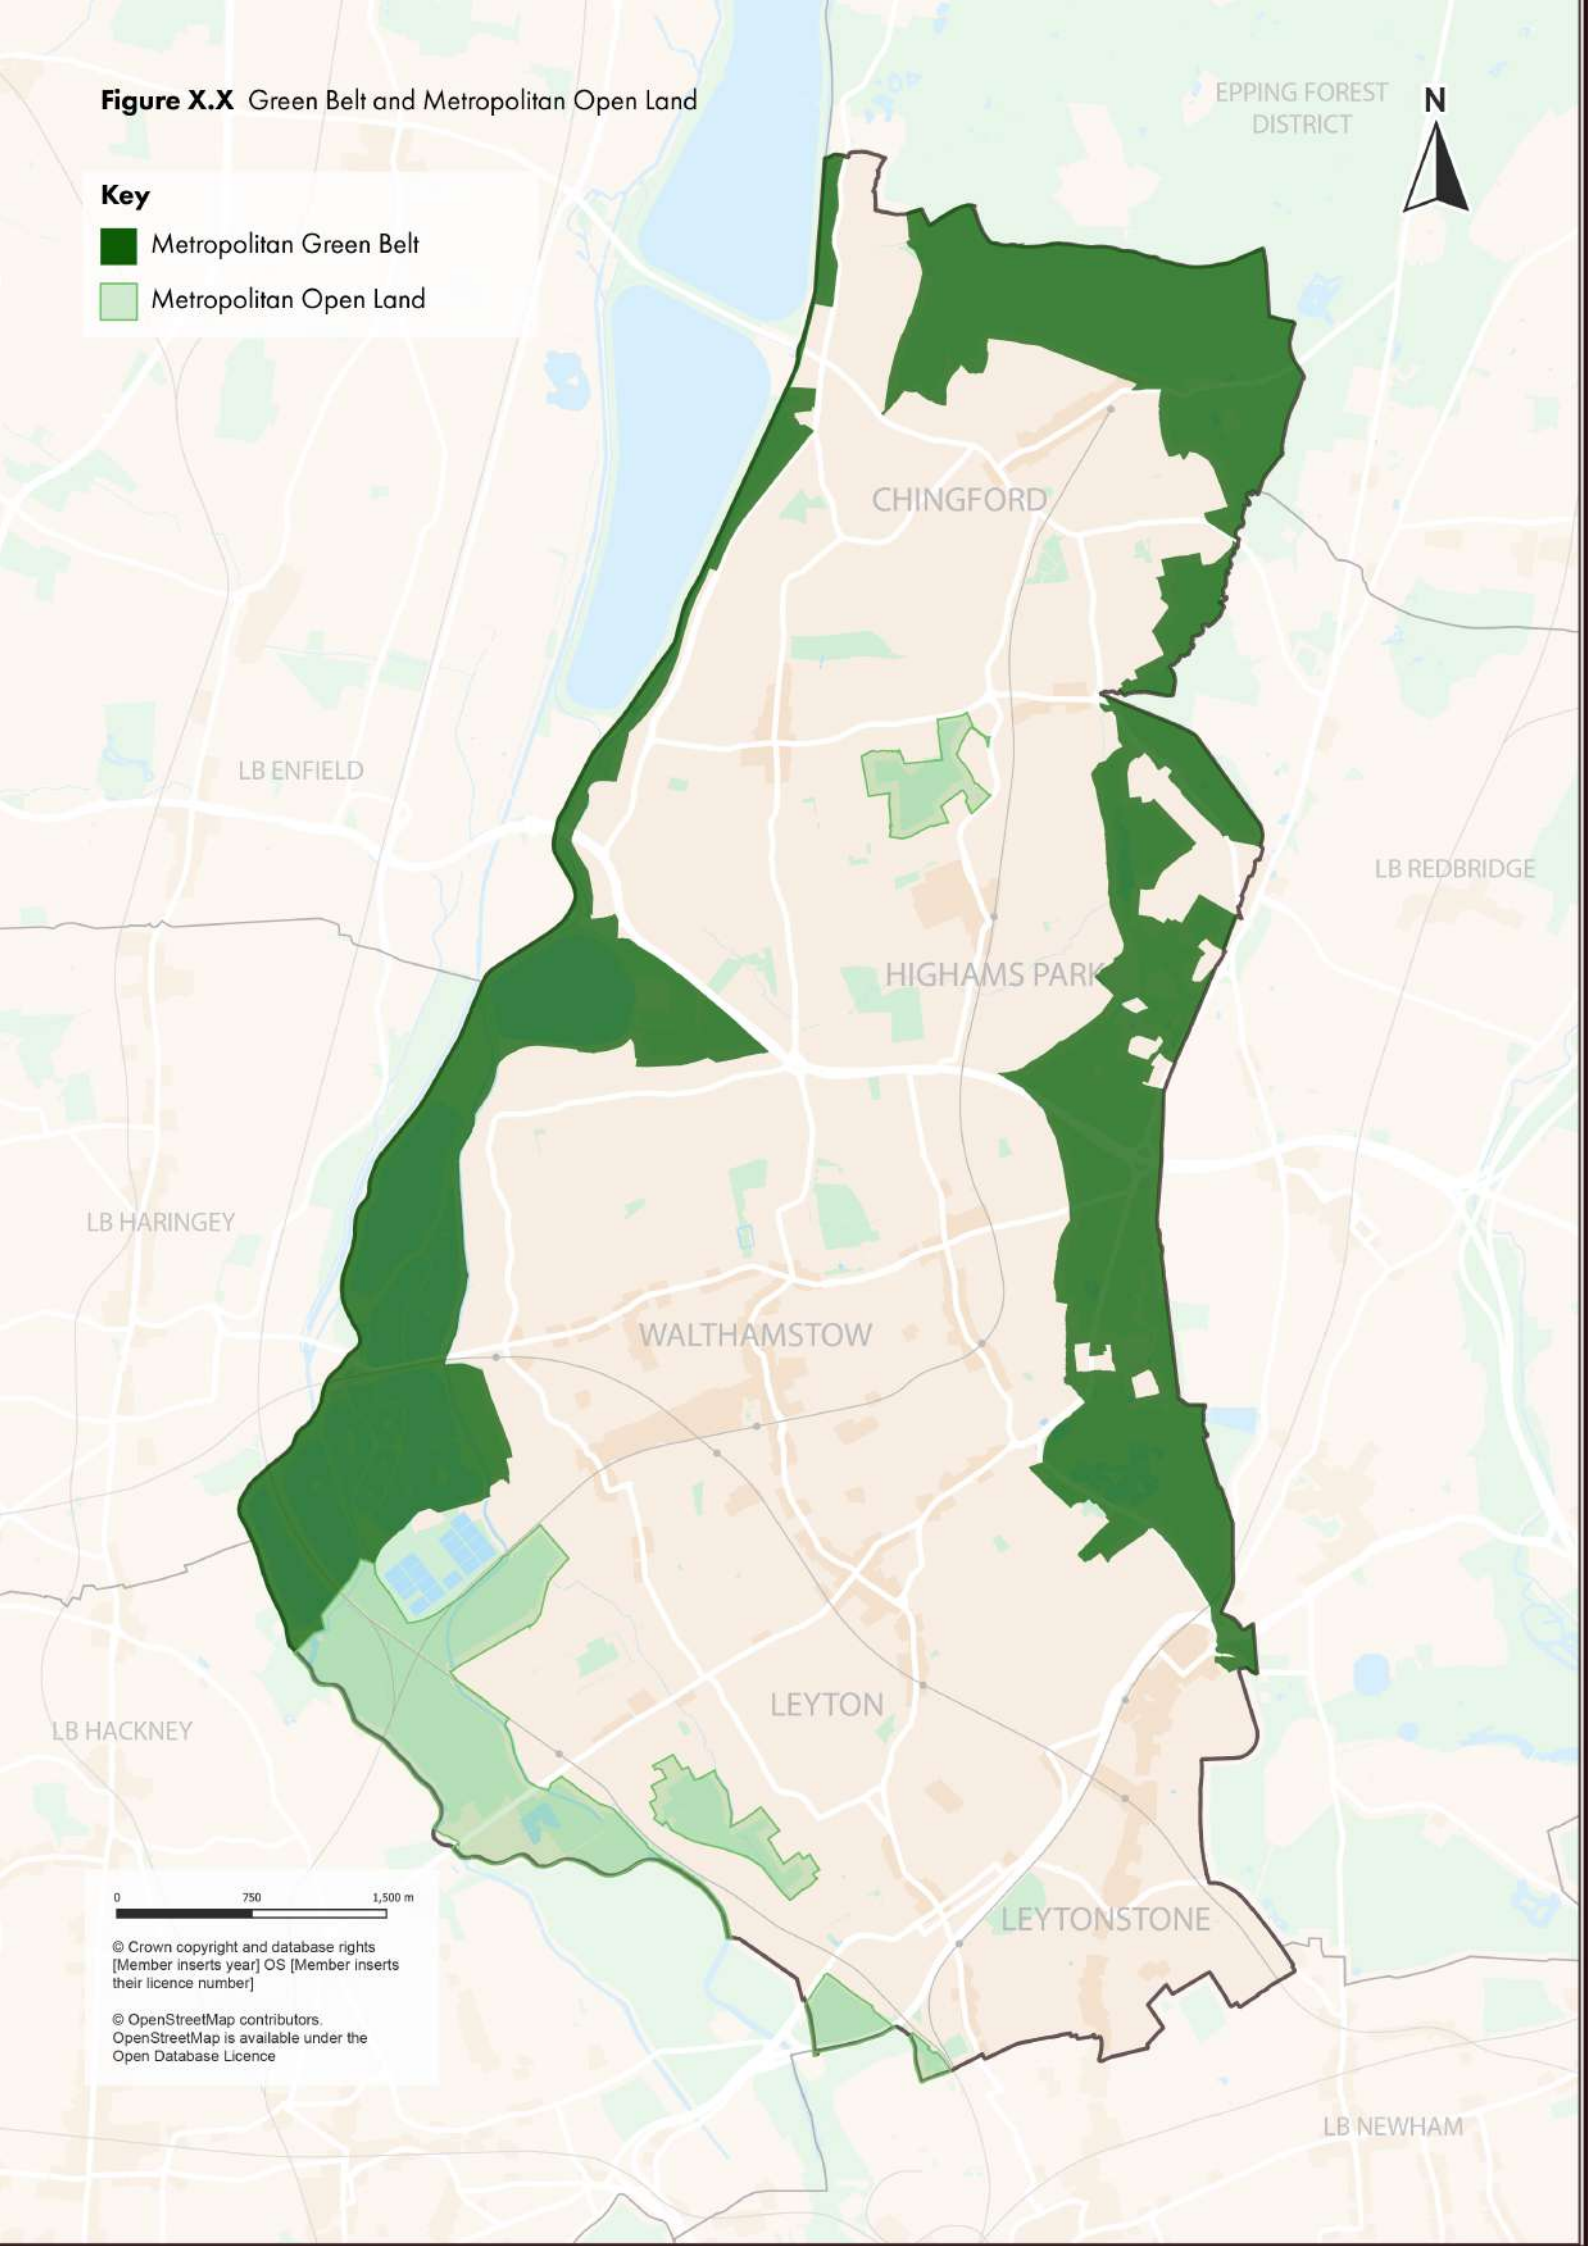 Figure X.X Green Belt and Metropolitan Open Land
EPPING FOREST
DISTRICT
N
Key
Metropolitan Green Belt
Metropolitan Open Land
CHINGFORD
LB ENFIELD
LB REDBRIDGE
HIGHAMS PARK
LB HARINGEY
WALTHAMSTOW
LEYTON
LB HACKNEY
0 750 1,500 m
LEYTONSTONE
© Crown copyright and database rights
[Member inserts year] OS [Member inserts
their licence number]
© OpenStreetMap contributors.
OpenStreetMap is available under the
Open Database Licence
LB NEWHAM